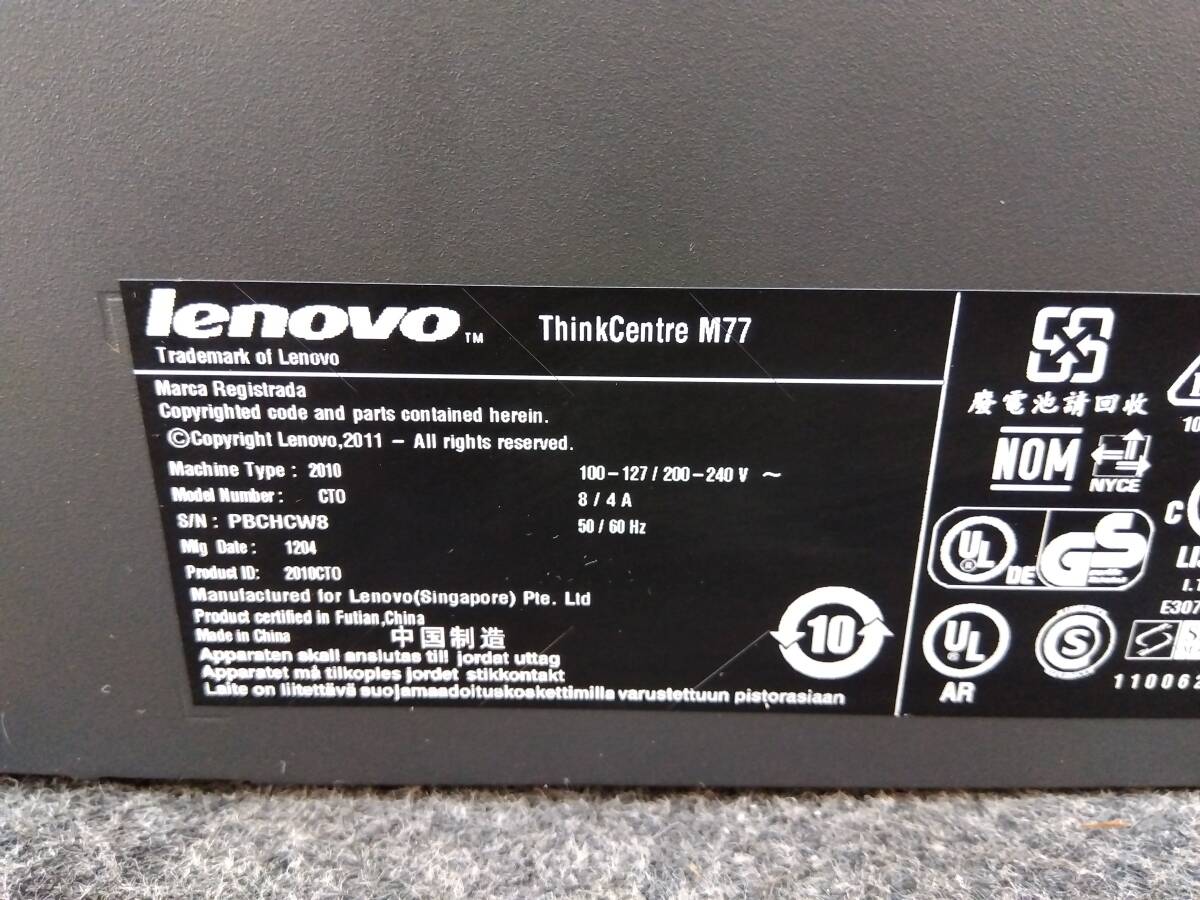 lenovo™ ThinkCentre M77
Trademark of Lenovo
Marca Registrada
Copyrighted code and parts contained herein.
©Copyright Lenovo,2011 – All rights reserved.
Machine Type : 2010 100–127 / 200–240 V ~
Model Number : CTO 8 / 4 A
S/N : PBCHCW8 50 / 60 Hz
Mfg Date : 1204
Product ID: 2010CTO
Manufactured for Lenovo(Singapore) Pte. Ltd
Product certified in Futian,China
Made in China 中国制造
Apparaten skall anslutas till jordat uttag
Apparatet må tilkoples jordet stikkontakt
Laite on liitettävä suojamaadoituskoskettimilla varustettuun pistorasiaan
10
廢電池請回收
NOM NYCE
UL ® DE GS
UL AR S
C
E307